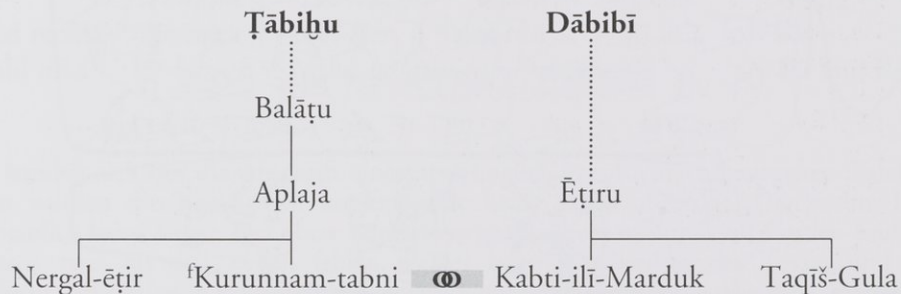 Ṭābiḫu Dābibī
Balāṭu
Aplaja Ēṭiru
Nergal-ēṭir ᶠKurunnam-tabni ⚭ Kabti-ilī-Marduk Taqīš-Gula